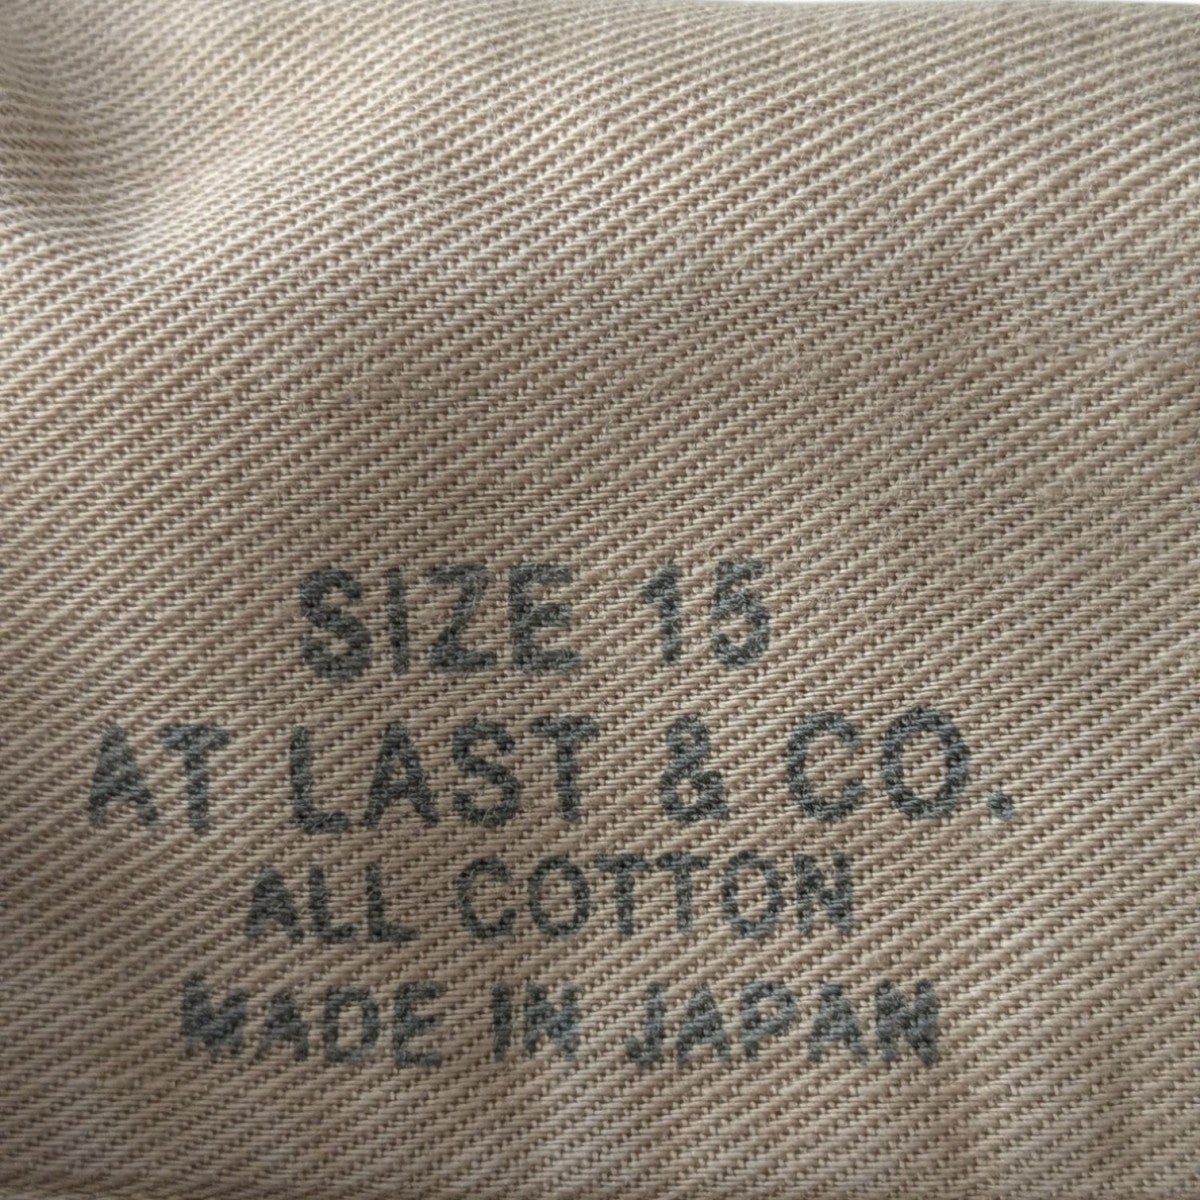 SIZE 15
AT LAST & CO.
ALL COTTON
MADE IN JAPAN